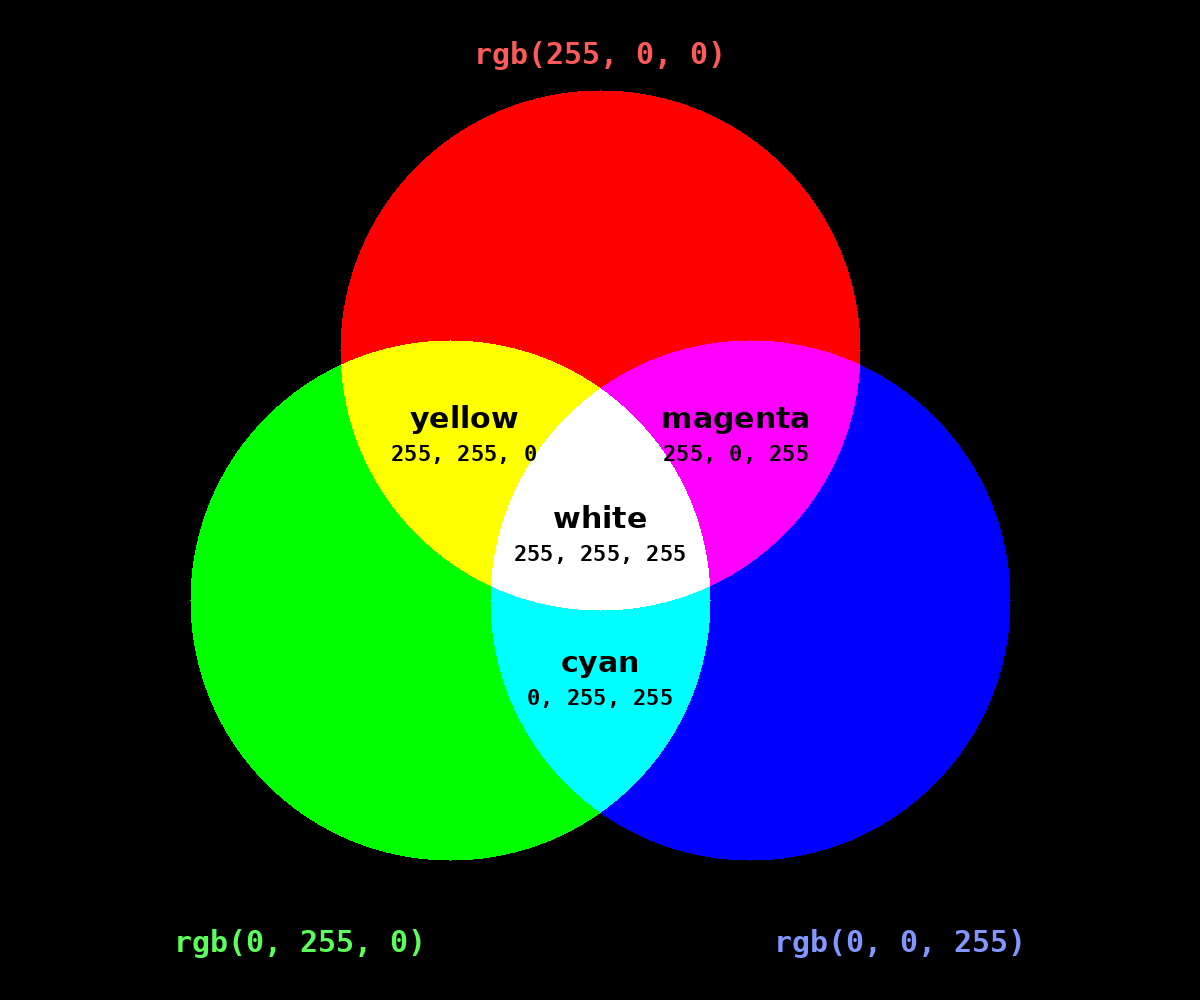 rgb(255, 0, 0)
yellow
255, 255, 0
magenta
255, 0, 255
white
255, 255, 255
cyan
0, 255, 255
rgb(0, 255, 0)
rgb(0, 0, 255)